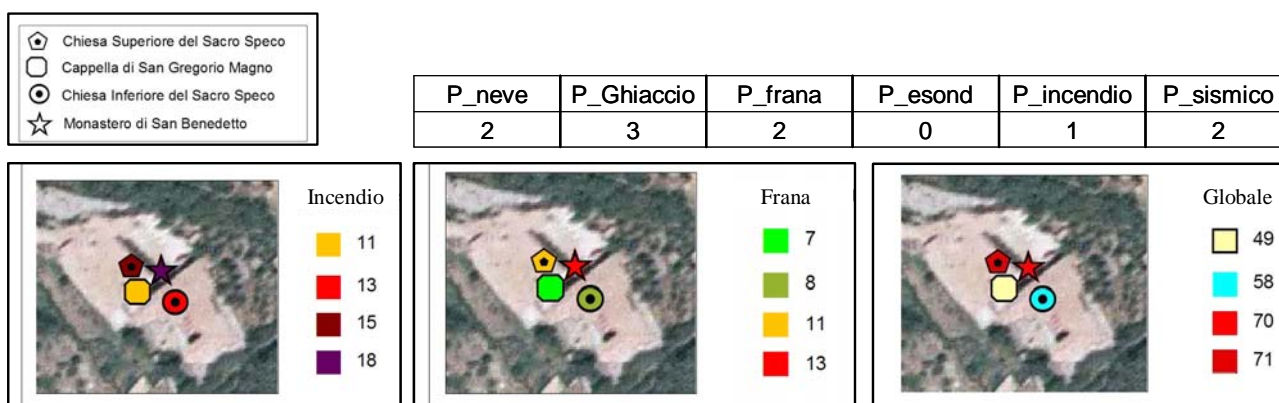 Chiesa Superiore del Sacro Speco
Cappella di San Gregorio Magno
Chiesa Inferiore del Sacro Speco
Monastero di San Benedetto
P_neve P_Ghiaccio P_frana P_esond P_incendio P_sismico
2 3 2 0 1 2
Incendio
11
13
15
18
Frana
7
8
11
13
Globale
49
58
70
71